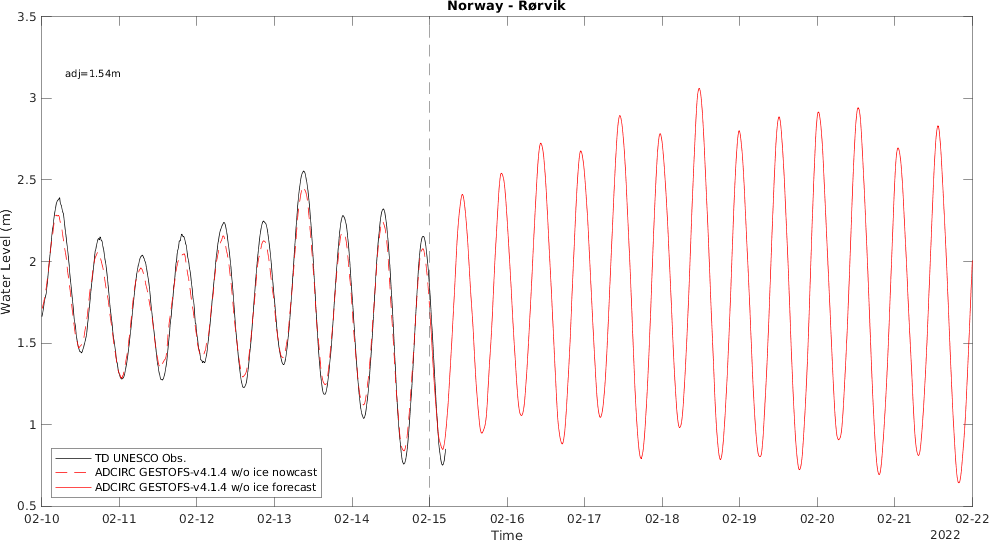 Norway - Rørvik
3.5
3
2.5
2
1.5
1
0.5
Water Level (m)
adj=1.54m
TD UNESCO Obs.
ADCIRC GESTOFS-v4.1.4 w/o ice nowcast
ADCIRC GESTOFS-v4.1.4 w/o ice forecast
02-10 02-11 02-12 02-13 02-14 02-15 02-16 02-17 02-18 02-19 02-20 02-21 02-22
Time
2022